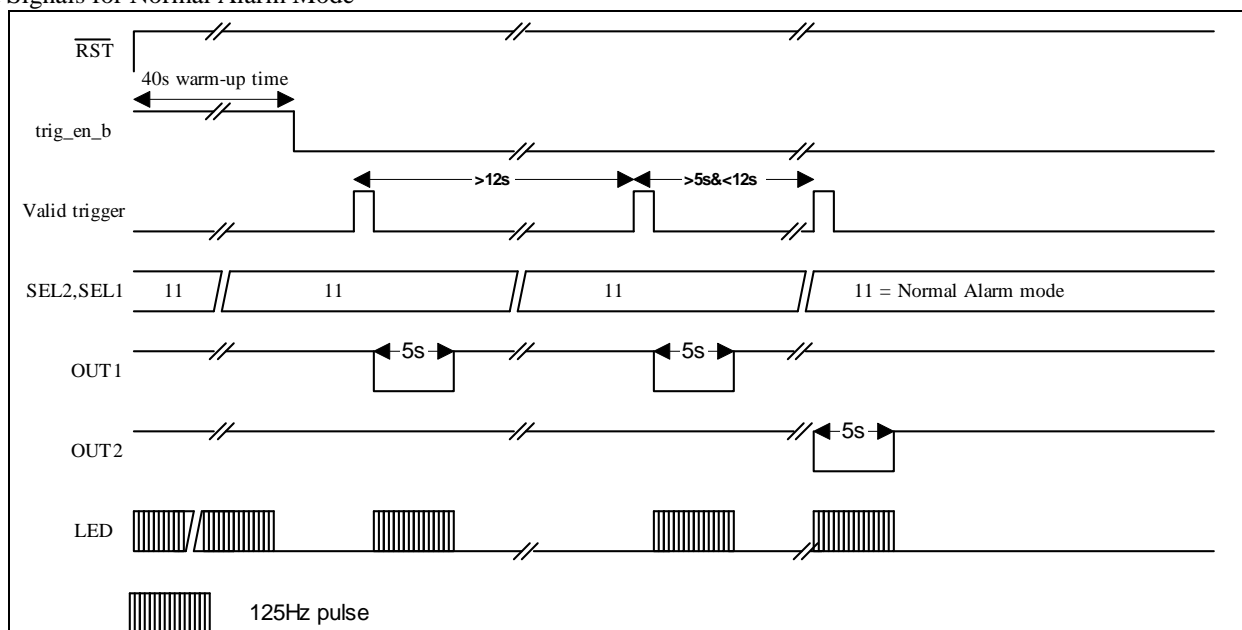 Signals for Normal Alarm Mode
RST
40s warm-up time
trig_en_b
>12s
>5s&<12s
Valid trigger
SEL2,SEL1
11
11
11
11 = Normal Alarm mode
5s
5s
OUT1
5s
OUT2
LED
125Hz pulse